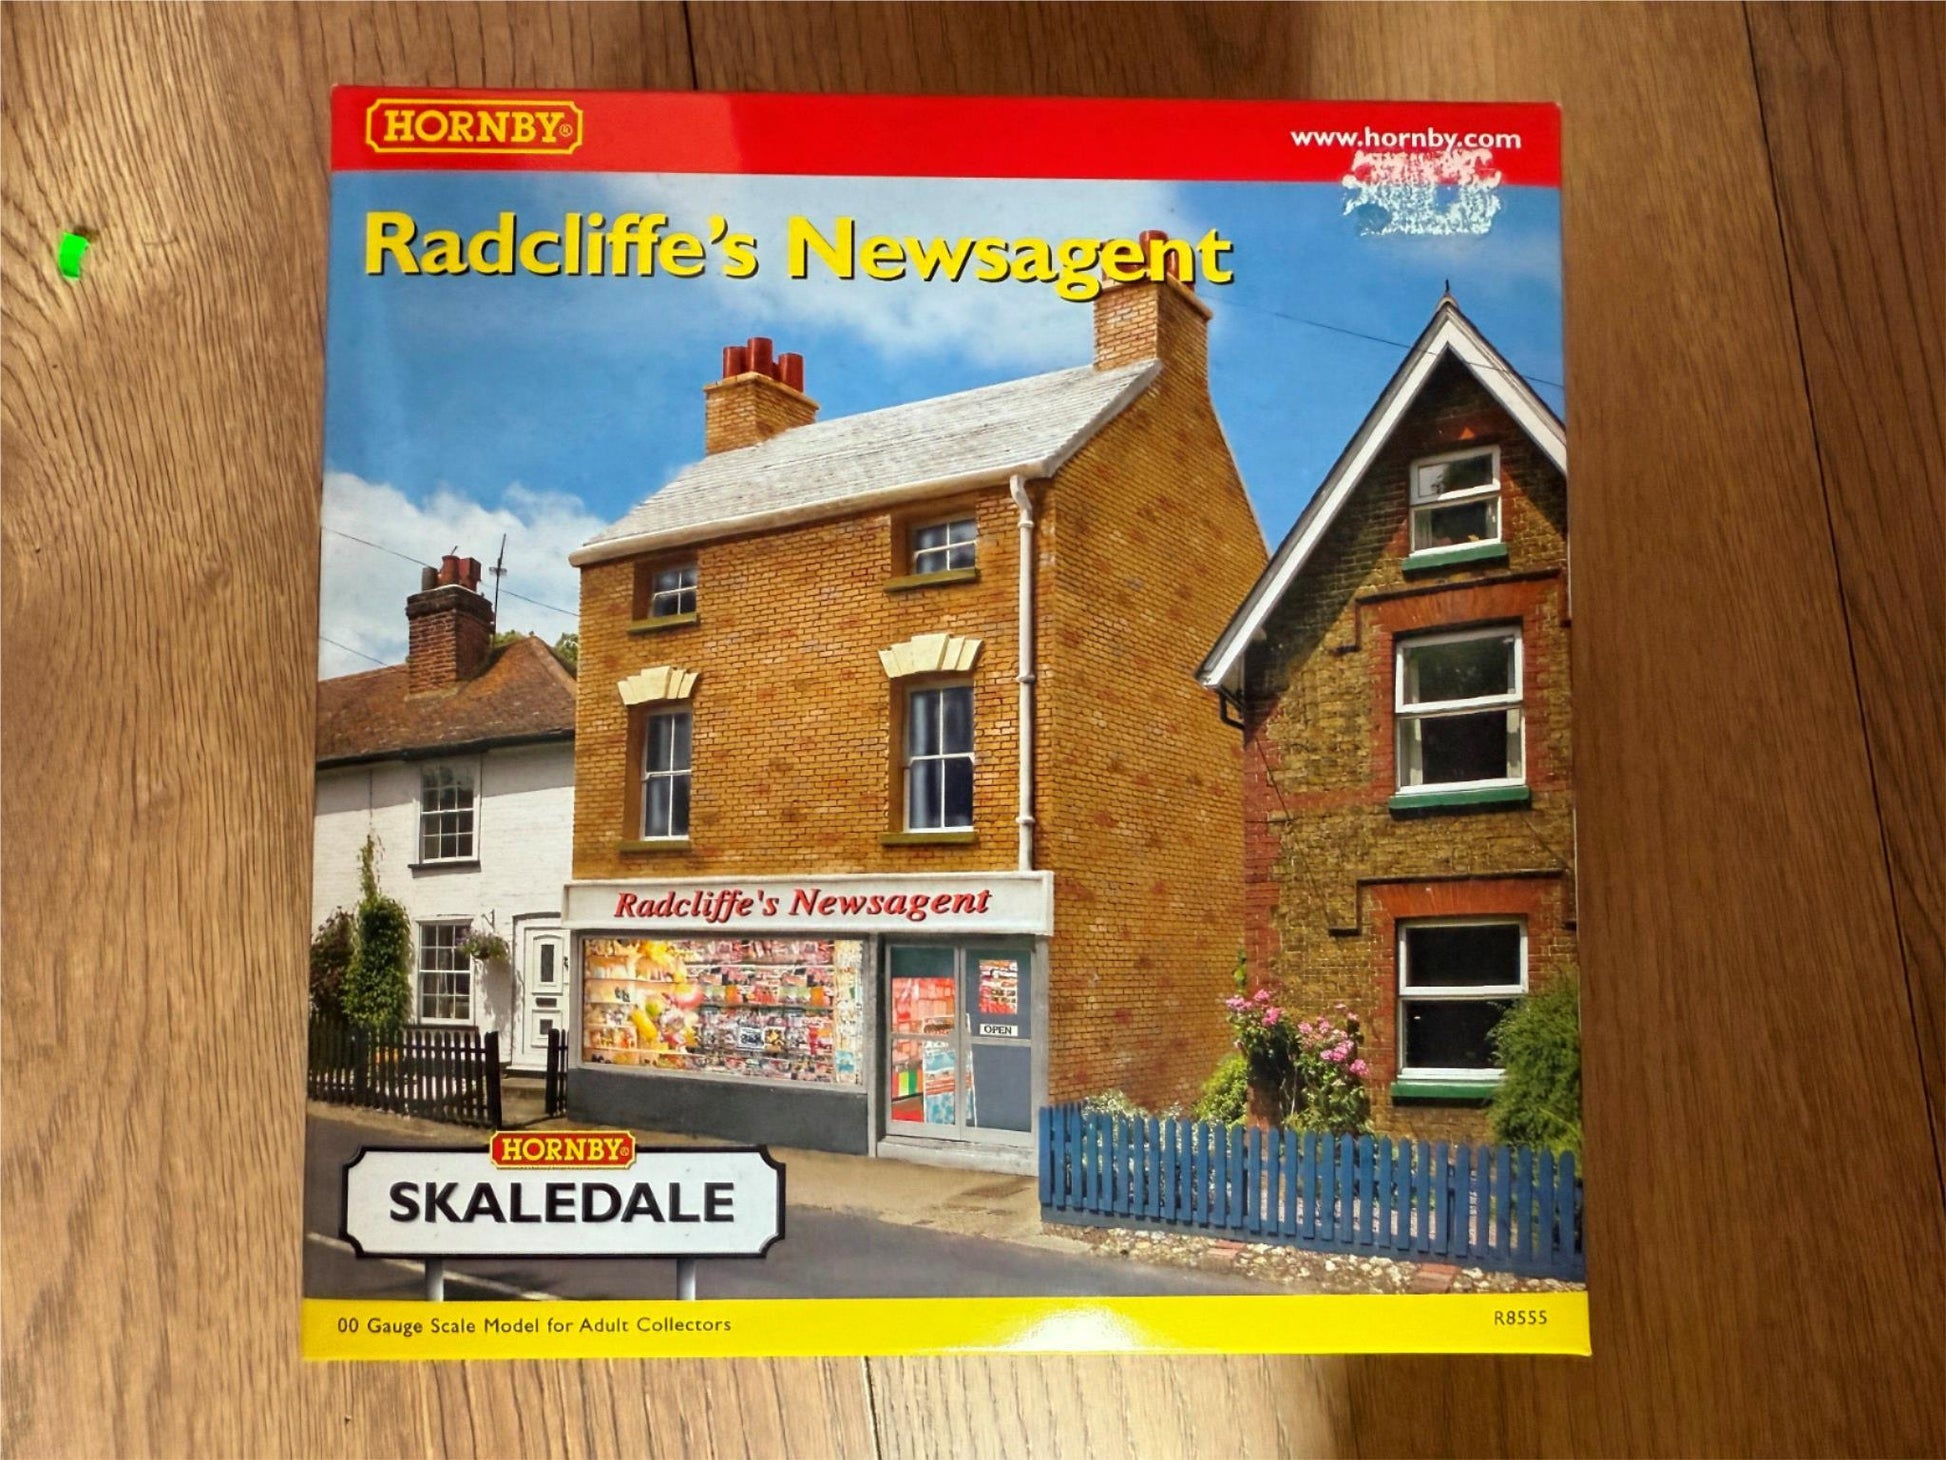 HORNBY®
www.hornby.com
Radcliffe's Newsagent
Radcliffe's Newsagent
OPEN
HORNBY®
SKALEDALE
00 Gauge Scale Model for Adult Collectors
R8555